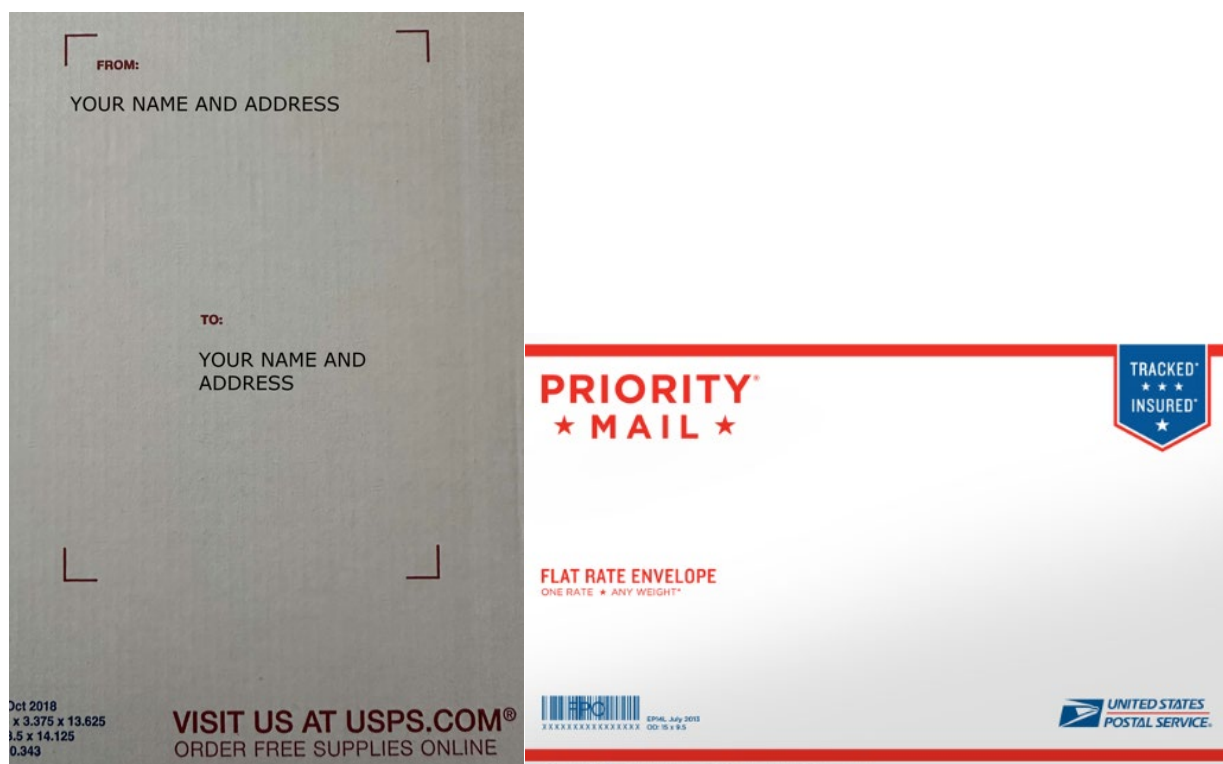 FROM:
YOUR NAME AND ADDRESS
TO:
YOUR NAME AND
ADDRESS
Oct 2018
x 3.375 x 13.625
8.5 x 14.125
0.343
VISIT US AT USPS.COM®
ORDER FREE SUPPLIES ONLINE
PRIORITY®
★ MAIL ★
TRACKED*
★ ★ ★
INSURED*
★
FLAT RATE ENVELOPE
ONE RATE ★ ANY WEIGHT*
XXXXXXXXXXXXXXXX
EP14L July 2013
OD: 15 x 9.5
UNITED STATES
POSTAL SERVICE®